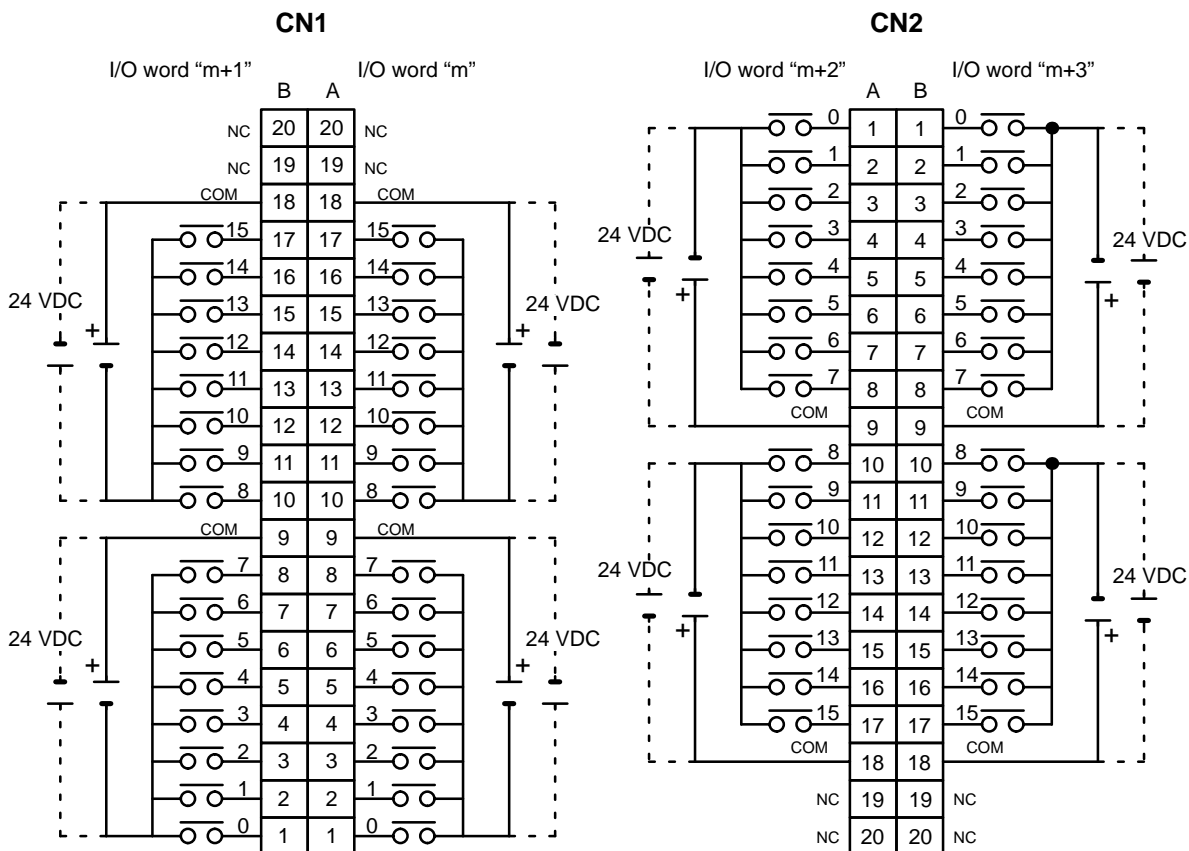 CN1
I/O word “m+1”
I/O word “m”
B A
NC 20 20 NC
NC 19 19 NC
COM 18 18 COM
15 17 17 15
14 16 16 14
13 15 15 13
24 VDC
24 VDC
+ +
12 14 14 12
11 13 13 11
10 12 12 10
9 11 11 9
8 10 10 8
COM 9 9 COM
7 8 8 7
6 7 7 6
5 6 6 5
24 VDC
24 VDC
+ +
4 5 5 4
3 4 4 3
2 3 3 2
1 2 2 1
0 1 1 0
CN2
I/O word “m+2”
I/O word “m+3”
A B
0 1 1 0
1 2 2 1
2 3 3 2
3 4 4 3
24 VDC
24 VDC
4 5 5 4
+ +
5 6 6 5
6 7 7 6
7 8 8 7
COM 9 9 COM
8 10 10 8
9 11 11 9
10 12 12 10
11 13 13 11
24 VDC
24 VDC
12 14 14 12
+ +
13 15 15 13
14 16 16 14
15 17 17 15
COM 18 18 COM
NC 19 19 NC
NC 20 20 NC